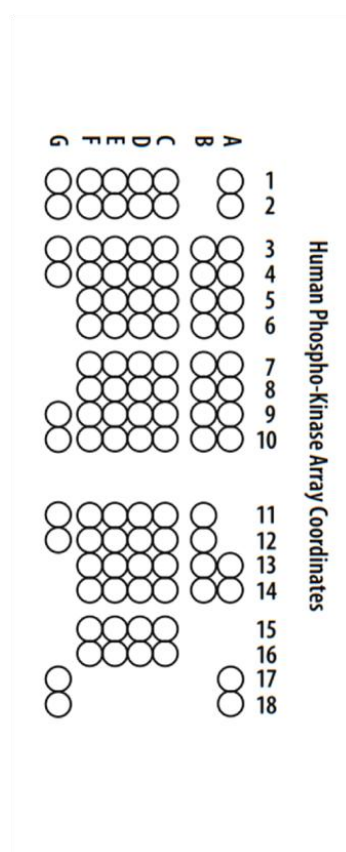 Human Phospho-Kinase Array Coordinates
1 2 3 4 5 6 7 8 9 10 11 12 13 14 15 16 17 18
A
B
C
D
E
F
G